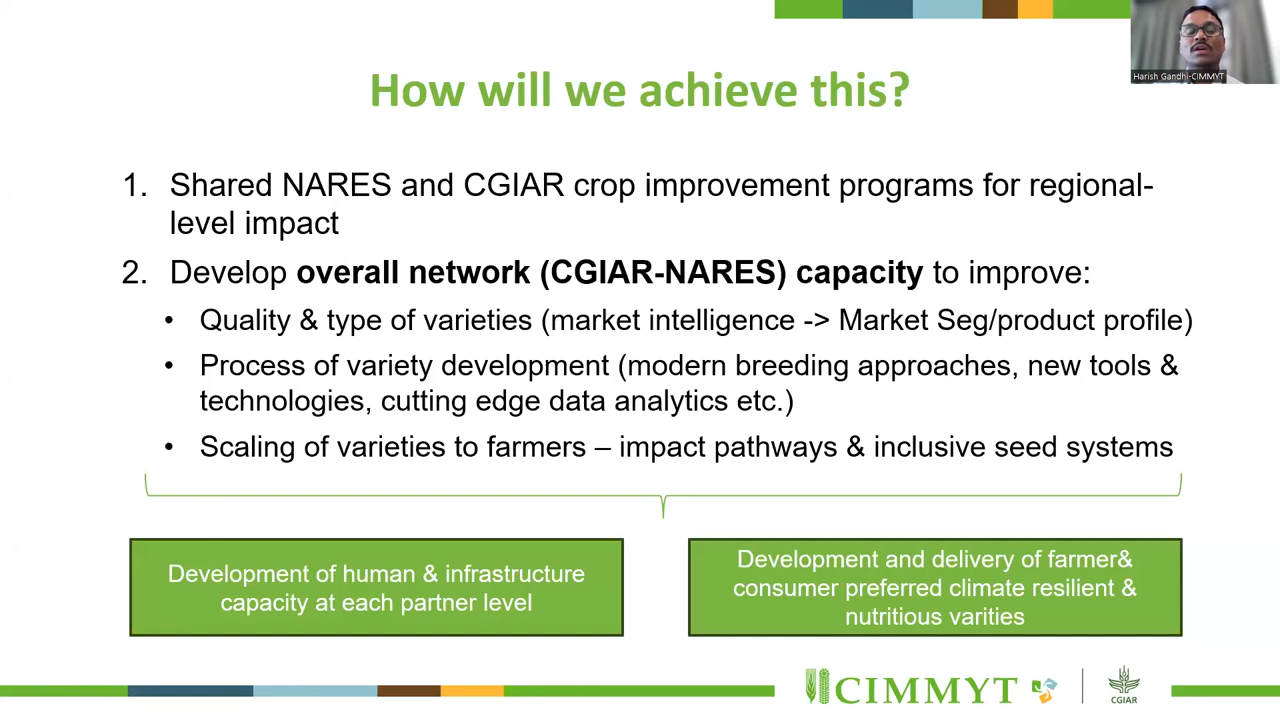 Harish Gandhi-CIMMYT
How will we achieve this?
1. Shared NARES and CGIAR crop improvement programs for regional-
level impact
2. Develop overall network (CGIAR-NARES) capacity to improve:
• Quality & type of varieties (market intelligence -> Market Seg/product profile)
• Process of variety development (modern breeding approaches, new tools &
technologies, cutting edge data analytics etc.)
• Scaling of varieties to farmers – impact pathways & inclusive seed systems
Development of human & infrastructure
capacity at each partner level
Development and delivery of farmer&
consumer preferred climate resilient &
nutritious varities
CIMMYT
CGIAR